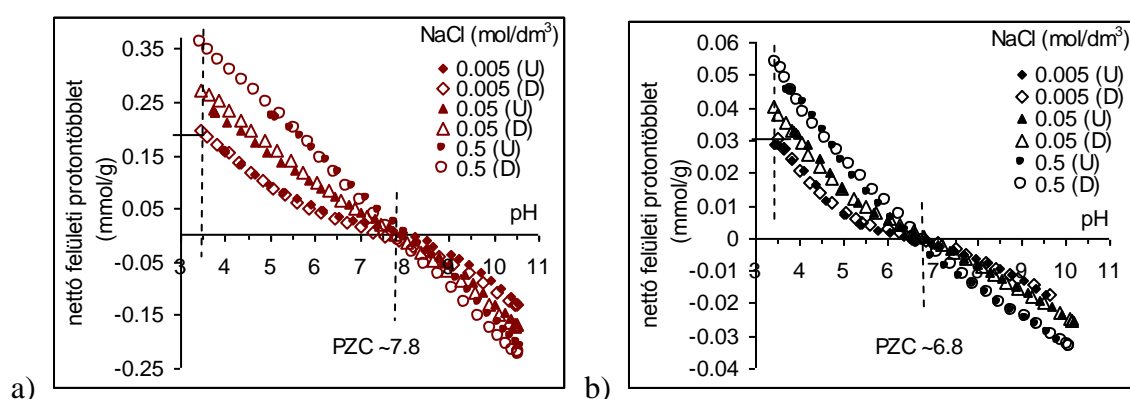 a)
nettó felületi protontöbblet
(mmol/g)
0.35
0.25
0.15
0.05
-0.05
-0.15
-0.25
3 4 5 6 7 8 9 10 11
NaCl (mol/dm³)
0.005 (U)
0.005 (D)
0.05 (U)
0.05 (D)
0.5 (U)
0.5 (D)
pH
PZC ~7.8
b)
nettó felületi protontöbblet
(mmol/g)
0.06
0.05
0.04
0.03
0.02
0.01
0
-0.01
-0.02
-0.03
-0.04
3 4 5 6 7 8 9 10 11
NaCl (mol/dm³)
0.005 (U)
0.005 (D)
0.05 (U)
0.05 (D)
0.5 (U)
0.5 (D)
pH
PZC ~6.8